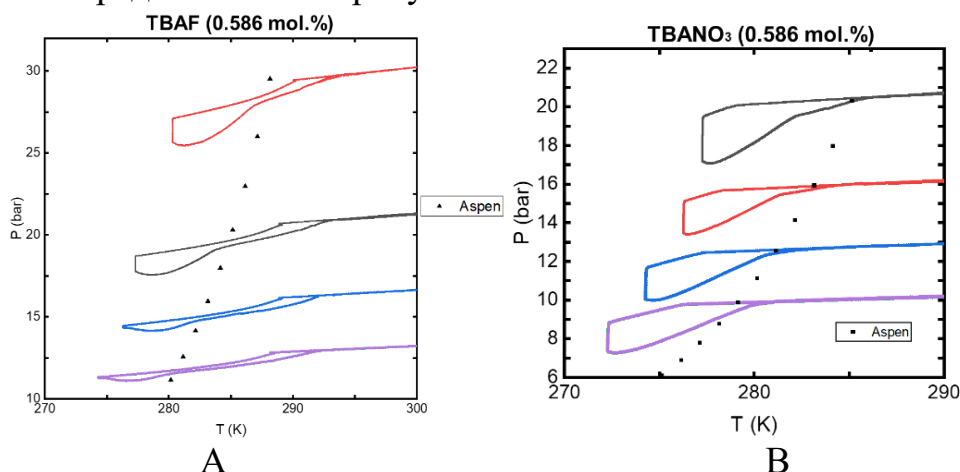 TBAF (0.586 mol.%)
30
25
20
15
10
270
280
290
300
P (bar)
T (K)
Aspen
A
TBANO₃ (0.586 mol.%)
22
20
18
16
14
12
10
8
6
270
280
290
P (bar)
T (K)
Aspen
B